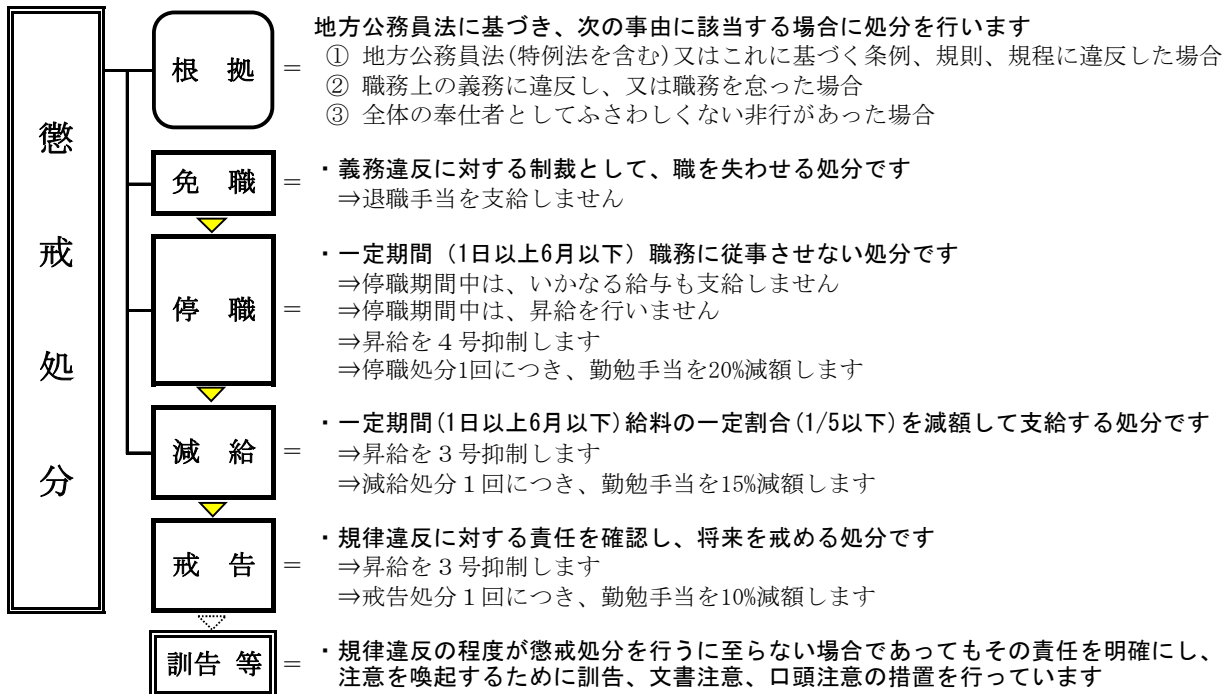 懲戒処分
根 拠 = 地方公務員法に基づき、次の事由に該当する場合に処分を行います
① 地方公務員法(特例法を含む)又はこれに基づく条例、規則、規程に違反した場合
② 職務上の義務に違反し、又は職務を怠った場合
③ 全体の奉仕者としてふさわしくない非行があった場合
免 職 = ・義務違反に対する制裁として、職を失わせる処分です
⇒退職手当を支給しません
停 職 = ・一定期間（1日以上6月以下）職務に従事させない処分です
⇒停職期間中は、いかなる給与も支給しません
⇒停職期間中は、昇給を行いません
⇒昇給を４号抑制します
⇒停職処分1回につき、勤勉手当を20%減額します
減 給 = ・一定期間(1日以上6月以下)給料の一定割合(1/5以下)を減額して支給する処分です
⇒昇給を３号抑制します
⇒減給処分１回につき、勤勉手当を15%減額します
戒 告 = ・規律違反に対する責任を確認し、将来を戒める処分です
⇒昇給を３号抑制します
⇒戒告処分１回につき、勤勉手当を10%減額します
訓告 等 = ・規律違反の程度が懲戒処分を行うに至らない場合であってもその責任を明確にし、
注意を喚起するために訓告、文書注意、口頭注意の措置を行っています